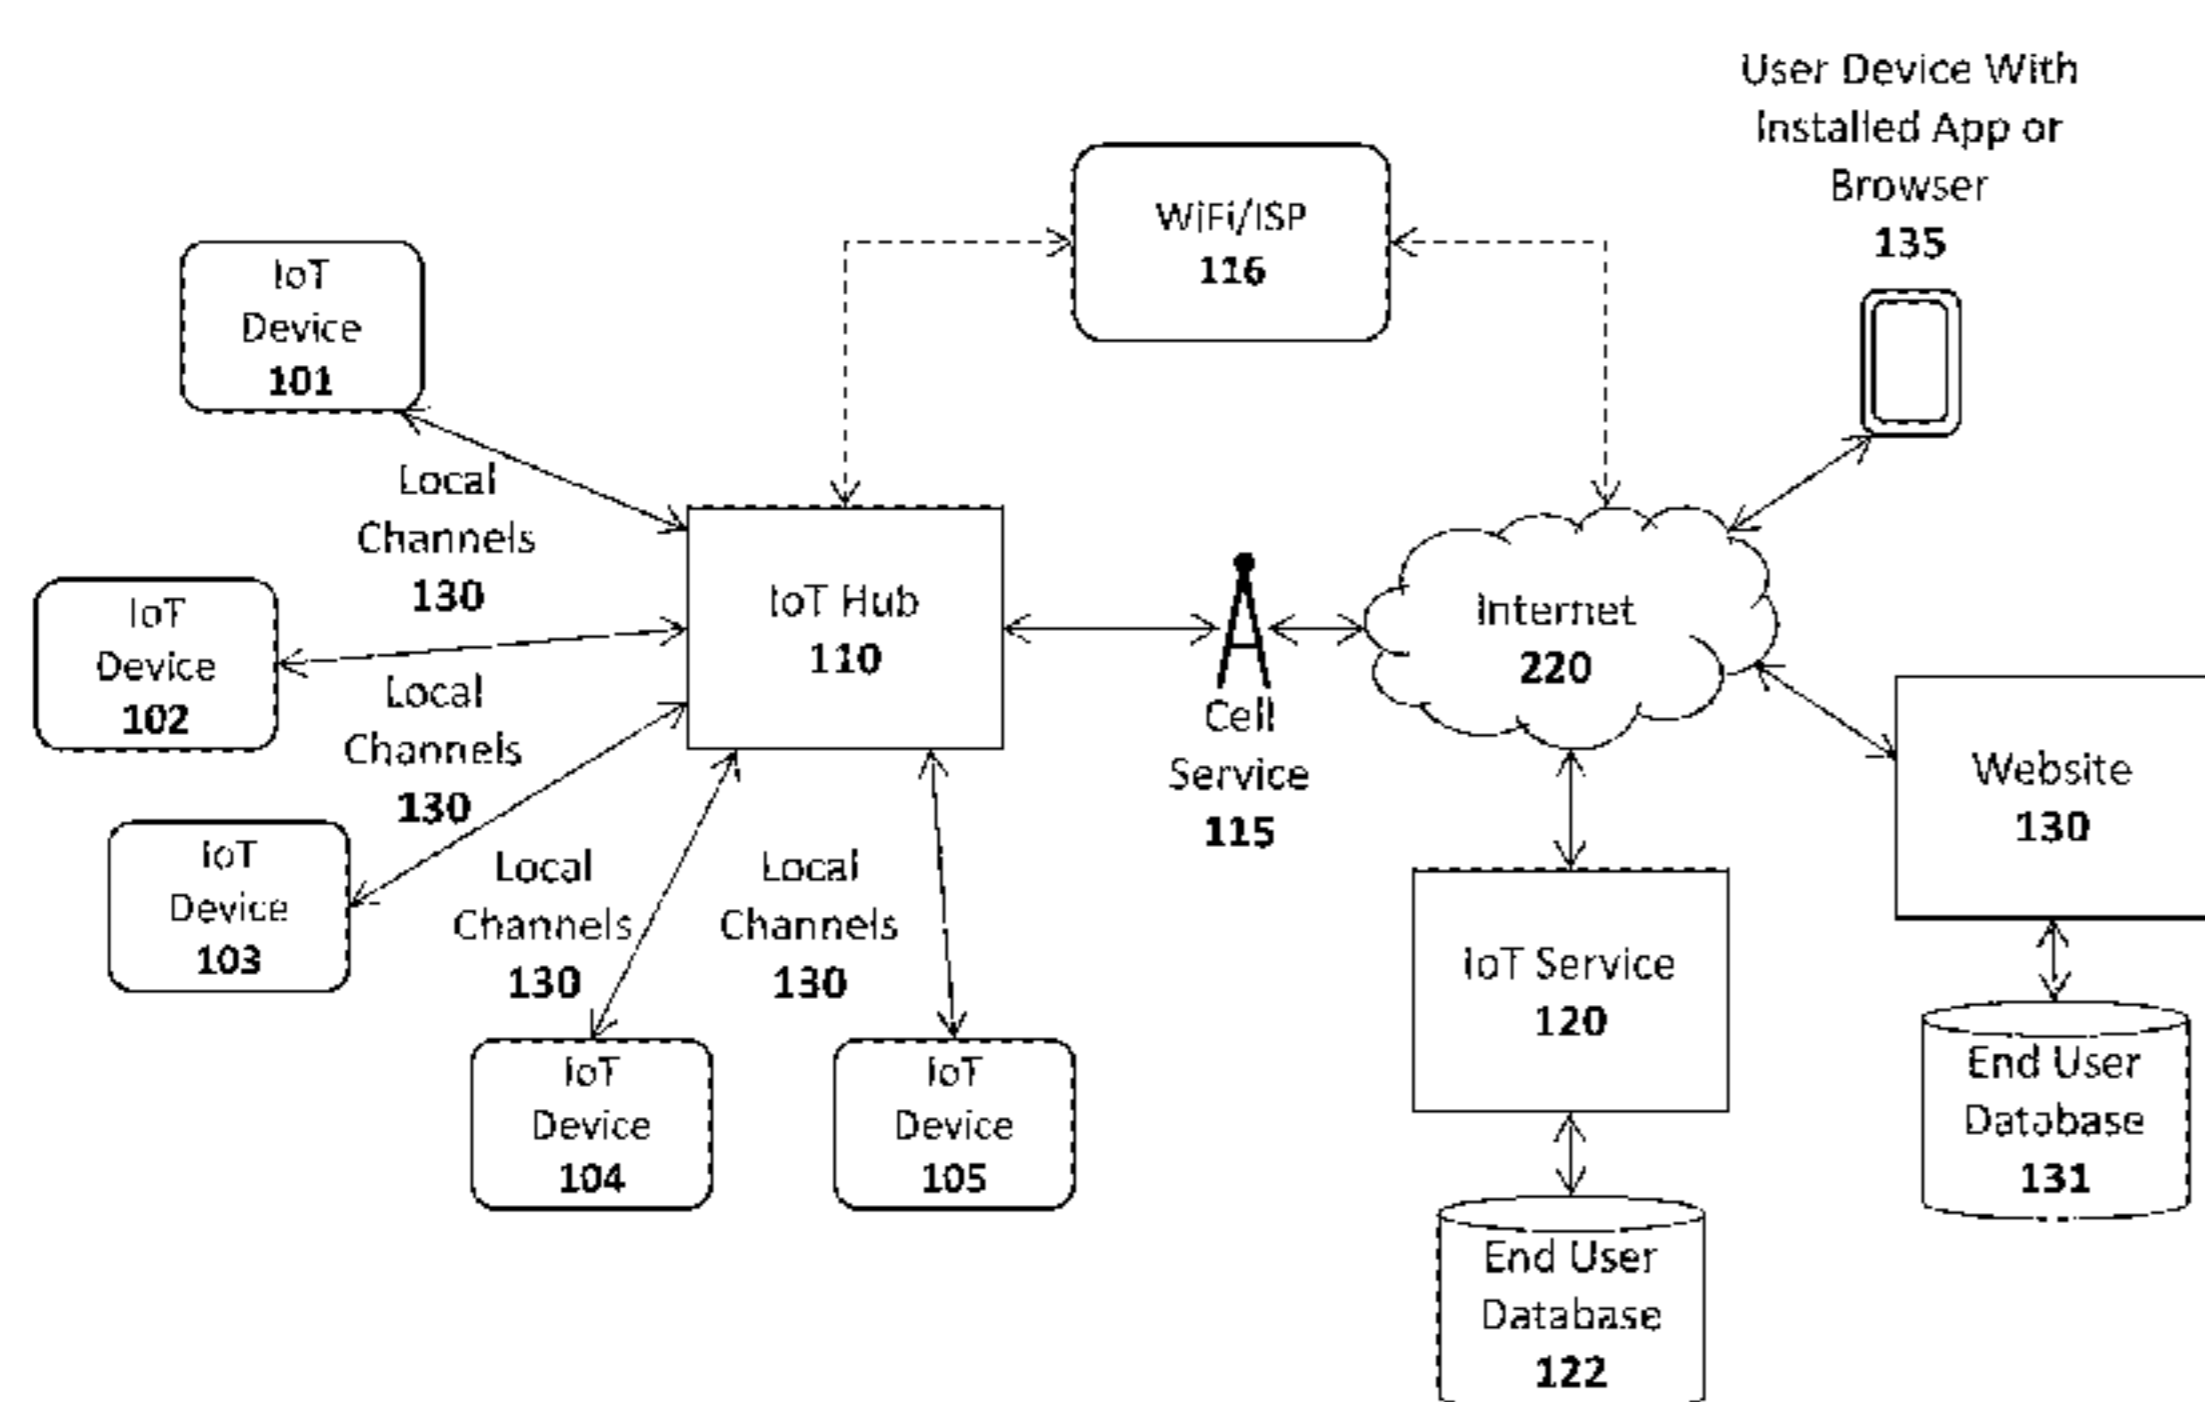 User Device With
Installed App or
Browser
135
WiFi/ISP
116
IoT
Device
101
Local
Channels
130
IoT
Device
102
IoT Hub
110
Internet
220
Local
Channels
130
Cell
Service
115
Website
130
IoT
Device
103
Local
Channels
130
Local
Channels
130
IoT Service
120
IoT
Device
104
IoT
Device
105
End User
Database
131
End User
Database
122